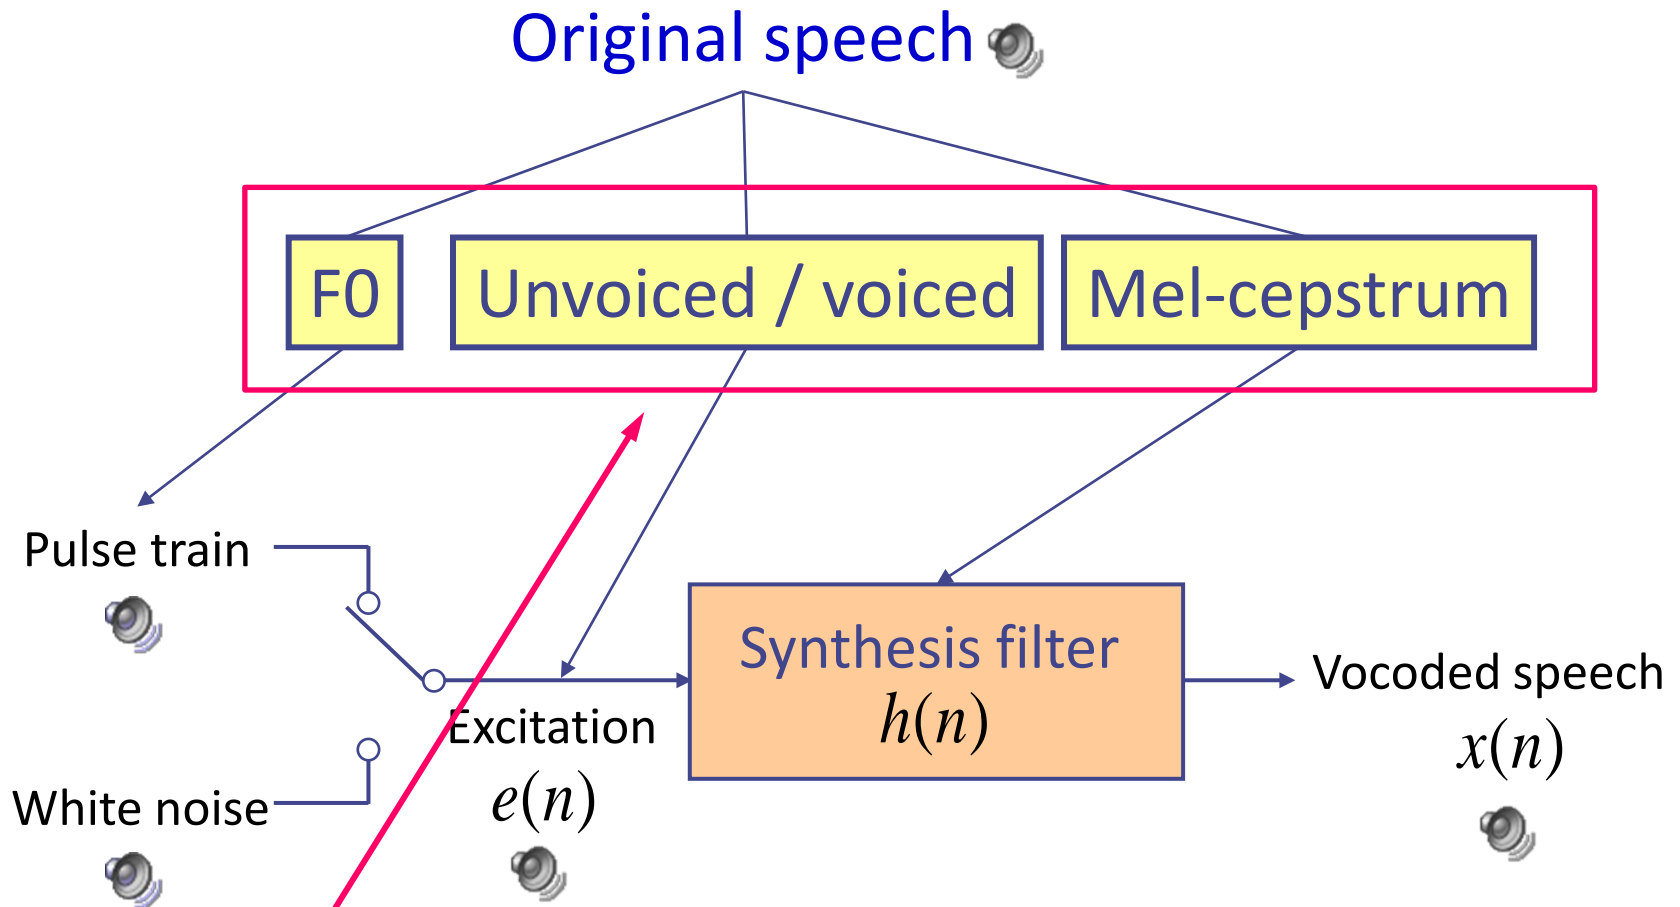 Original speech
F0
Unvoiced / voiced
Mel-cepstrum
Pulse train
Synthesis filter
h(n)
Vocoded speech
x(n)
Excitation
e(n)
White noise